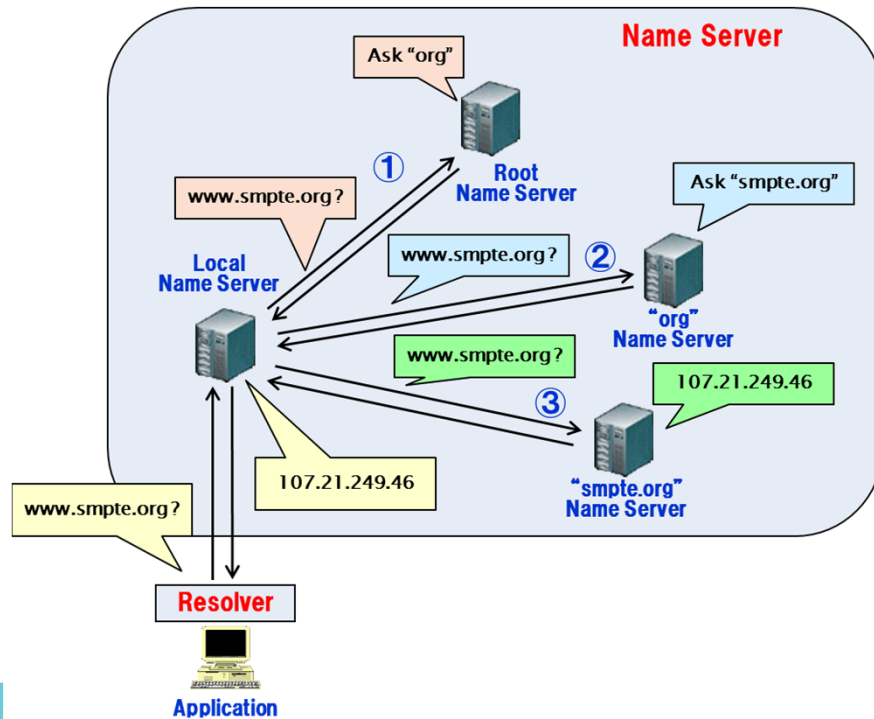 Name Server
Ask “org”
①
Root
Name Server
www.smpte.org?
Ask “smpte.org”
Local
Name Server
www.smpte.org?
②
“org”
Name Server
www.smpte.org?
③
107.21.249.46
107.21.249.46
“smpte.org”
Name Server
www.smpte.org?
Resolver
Application